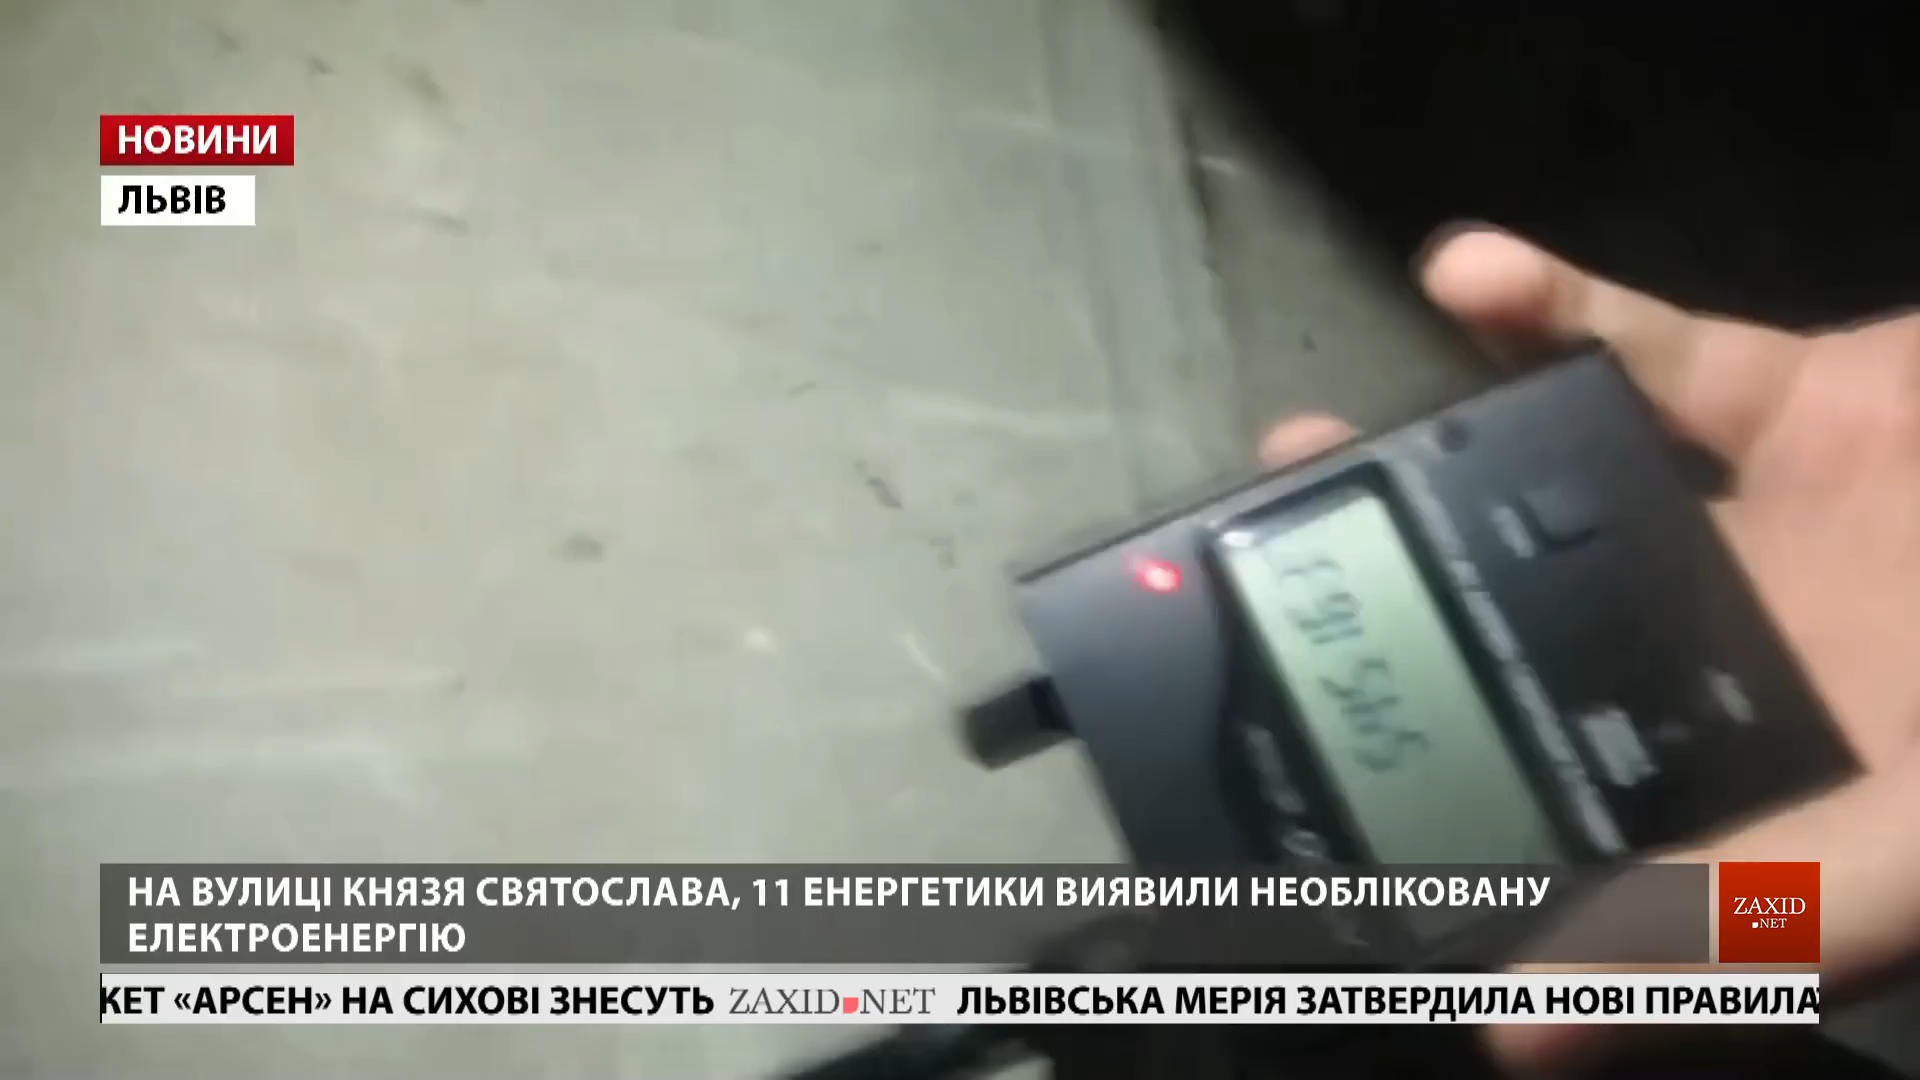 НОВИНИ
ЛЬВІВ
НА ВУЛИЦІ КНЯЗЯ СВЯТОСЛАВА, 11 ЕНЕРГЕТИКИ ВИЯВИЛИ НЕОБЛІКОВАНУ
ЕЛЕКТРОЕНЕРГІЮ
ZAXID
.NET
КЕТ «АРСЕН» НА СИХОВІ ЗНЕСУТЬ ZAXID.NET ЛЬВІВСЬКА МЕРІЯ ЗАТВЕРДИЛА НОВІ ПРАВИЛА